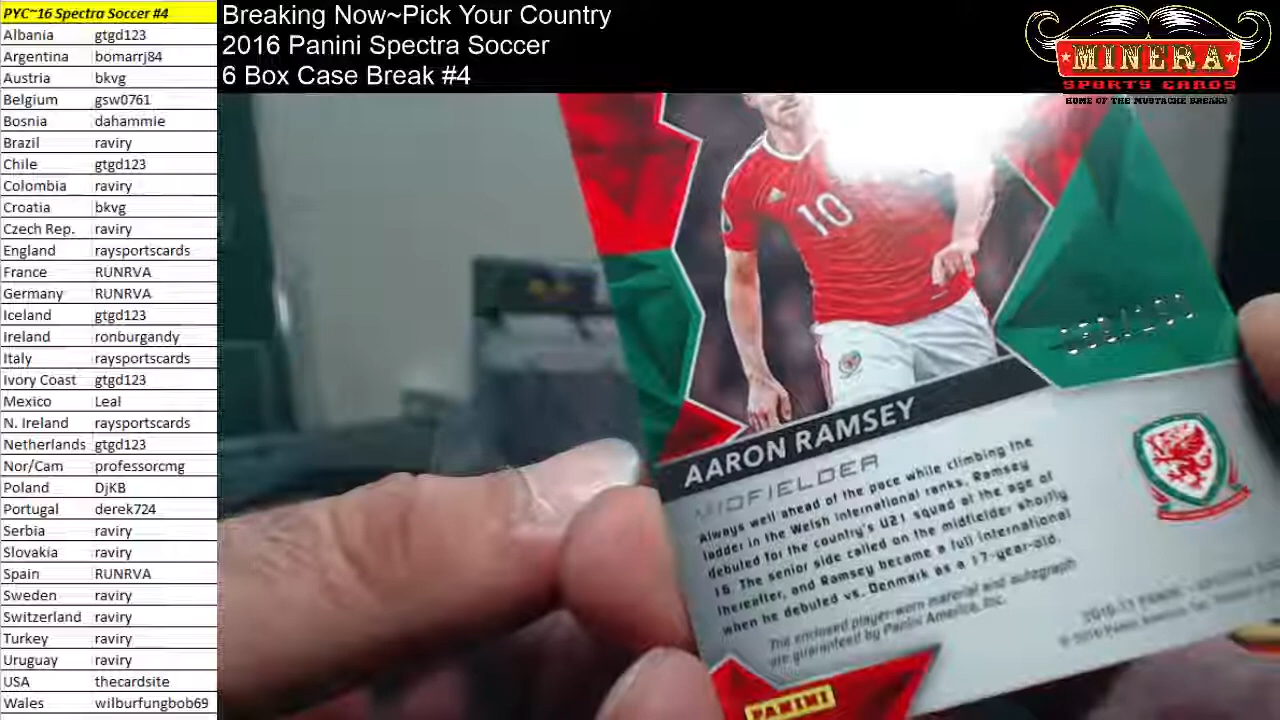 PYC~16 Spectra Soccer #4
Albania gtgd123
Argentina bomarrj84
Austria bkvg
Belgium gsw0761
Bosnia dahammie
Brazil raviry
Chile gtgd123
Colombia raviry
Croatia bkvg
Czech Rep. raviry
England raysportscards
France RUNRVA
Germany RUNRVA
Iceland gtgd123
Ireland ronburgandy
Italy raysportscards
Ivory Coast gtgd123
Mexico Leal
N. Ireland raysportscards
Netherlands gtgd123
Nor/Cam professorcmg
Poland DjKB
Portugal derek724
Serbia raviry
Slovakia raviry
Spain RUNRVA
Sweden raviry
Switzerland raviry
Turkey raviry
Uruguay raviry
USA thecardsite
Wales wilburfungbob69
Breaking Now~Pick Your Country
2016 Panini Spectra Soccer
6 Box Case Break #4
MINERA
SPORTS CARDS
HOME OF THE MUSTACHE BREAKS
10
AARON RAMSEY
MIDFIELDER
Always well ahead of the pace while climbing the
ladder in the Welsh international ranks, Ramsey
debuted for the country's U21 squad at the age of
16. The senior side called on the midfielder shortly
thereafter, and Ramsey became a full international
when he debuted vs. Denmark as a 17-year-old.
The enclosed player-worn material and autograph
are guaranteed by Panini America, Inc.
PANINI